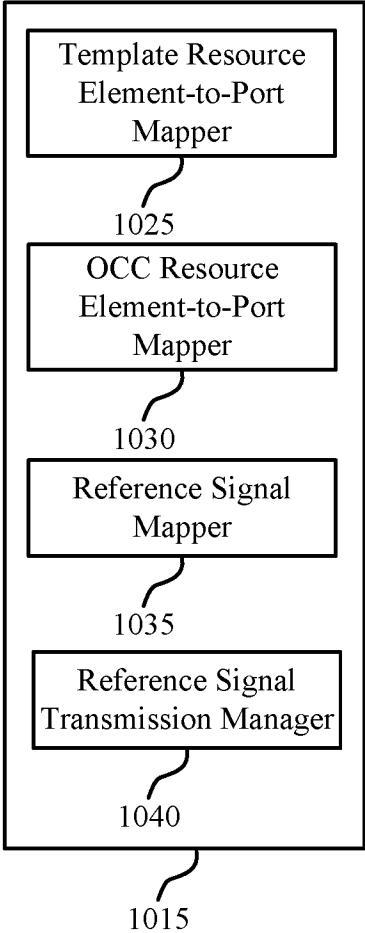 Template Resource
Element-to-Port
Mapper
1025
OCC Resource
Element-to-Port
Mapper
1030
Reference Signal
Mapper
1035
Reference Signal
Transmission Manager
1040
1015